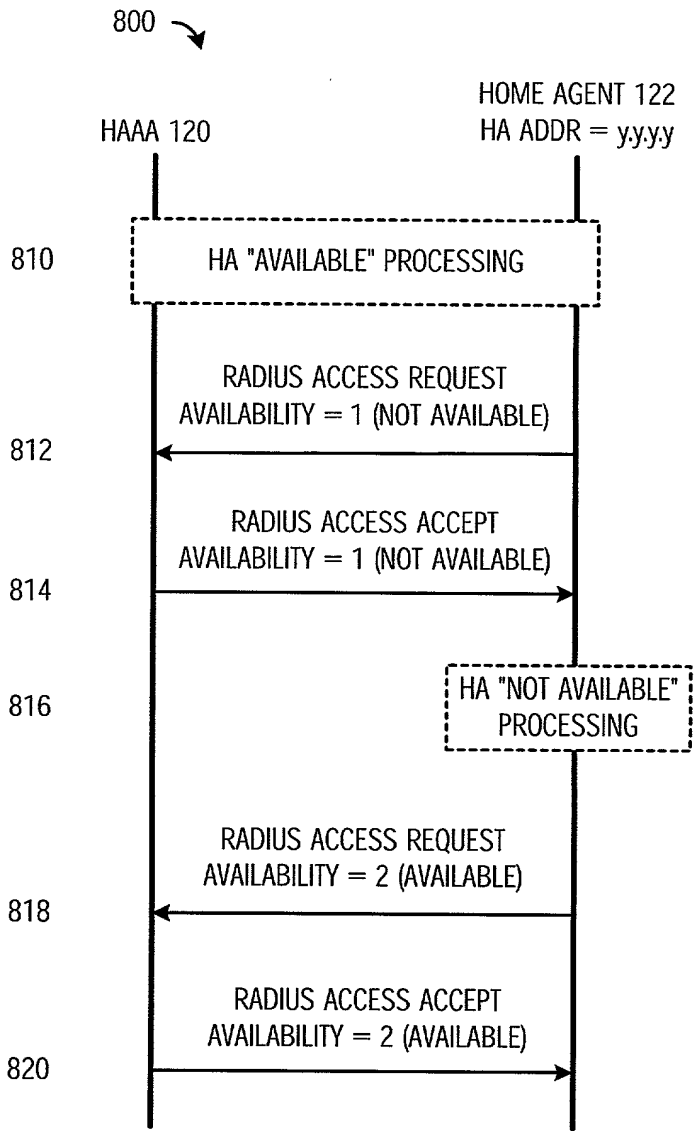 800
HOME AGENT 122
HAAA 120
HA ADDR = y.y.y.y
810
HA "AVAILABLE" PROCESSING
RADIUS ACCESS REQUEST
AVAILABILITY = 1 (NOT AVAILABLE)
812
RADIUS ACCESS ACCEPT
AVAILABILITY = 1 (NOT AVAILABLE)
814
816
HA "NOT AVAILABLE"
PROCESSING
RADIUS ACCESS REQUEST
AVAILABILITY = 2 (AVAILABLE)
818
RADIUS ACCESS ACCEPT
AVAILABILITY = 2 (AVAILABLE)
820